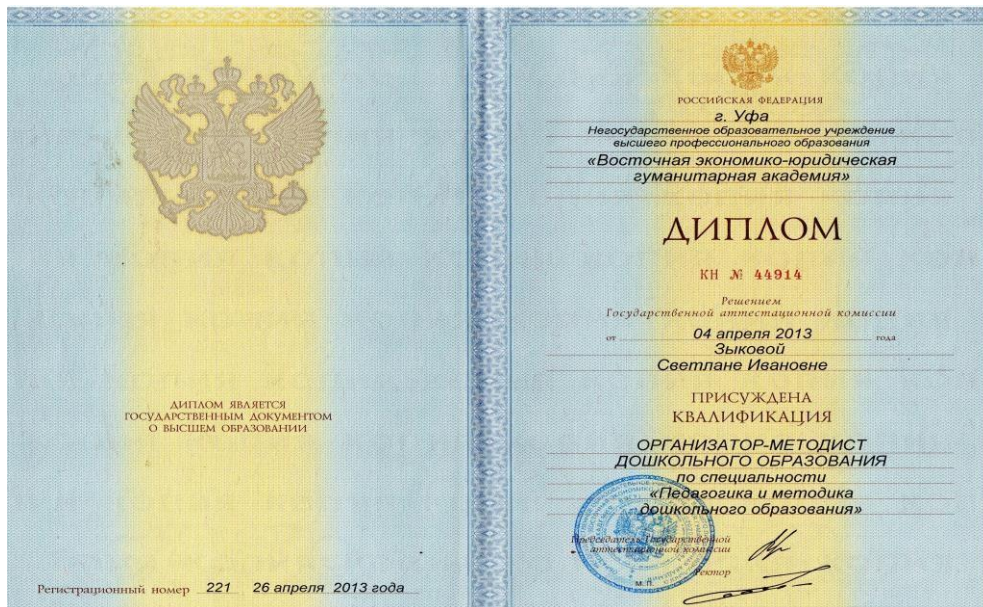 ДИПЛОМ ЯВЛЯЕТСЯ
ГОСУДАРСТВЕННЫМ ДОКУМЕНТОМ
О ВЫСШЕМ ОБРАЗОВАНИИ
Регистрационный номер 221 26 апреля 2013 года
РОССИЙСКАЯ ФЕДЕРАЦИЯ
г. Уфа
Негосударственное образовательное учреждение
высшего профессионального образования
«Восточная экономико-юридическая
гуманитарная академия»
ДИПЛОМ
КН № 44914
Решением
Государственной аттестационной комиссии
от 04 апреля 2013 года
Зыковой
Светлане Ивановне
ПРИСУЖДЕНА
КВАЛИФИКАЦИЯ
ОРГАНИЗАТОР-МЕТОДИСТ
ДОШКОЛЬНОГО ОБРАЗОВАНИЯ
по специальности
«Педагогика и методика
дошкольного образования»
Председатель Государственной
аттестационной комиссии
Ректор
М. П.